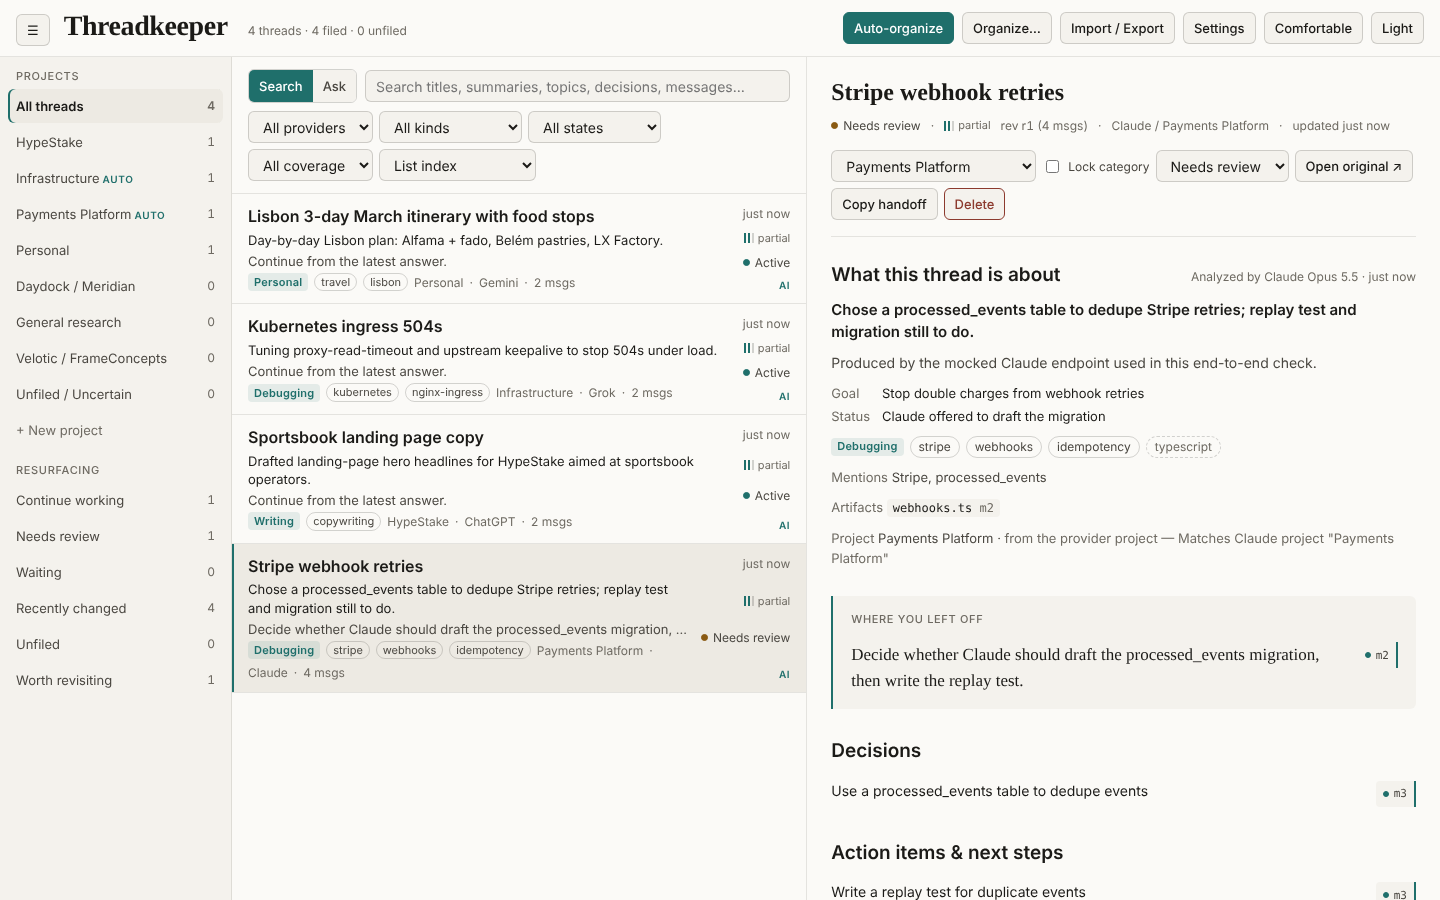 ☰ Threadkeeper 4 threads · 4 filed · 0 unfiled Auto-organize Organize... Import / Export Settings Comfortable Light
PROJECTS
All threads 4
HypeStake 1
Infrastructure AUTO 1
Payments Platform AUTO 1
Personal 1
Daydock / Meridian 0
General research 0
Velotic / FrameConcepts 0
Unfiled / Uncertain 0
+ New project
RESURFACING
Continue working 1
Needs review 1
Waiting 0
Recently changed 4
Unfiled 0
Worth revisiting 1
Search Ask Search titles, summaries, topics, decisions, messages...
All providers All kinds All states
All coverage List index
Lisbon 3-day March itinerary with food stops just now
Day-by-day Lisbon plan: Alfama + fado, Belém pastries, LX Factory. partial
Continue from the latest answer. Active
Personal travel lisbon Personal · Gemini · 2 msgs AI
Kubernetes ingress 504s just now
Tuning proxy-read-timeout and upstream keepalive to stop 504s under load. partial
Continue from the latest answer. Active
Debugging kubernetes nginx-ingress Infrastructure · Grok · 2 msgs AI
Sportsbook landing page copy just now
Drafted landing-page hero headlines for HypeStake aimed at sportsbook partial
operators.
Continue from the latest answer. Active
Writing copywriting HypeStake · ChatGPT · 2 msgs AI
Stripe webhook retries just now
Chose a processed_events table to dedupe Stripe retries; replay test partial
and migration still to do.
Decide whether Claude should draft the processed_events migration, ... Needs review
Debugging stripe webhooks idempotency Payments Platform ·
Claude · 4 msgs AI
Stripe webhook retries
Needs review · partial rev r1 (4 msgs) · Claude / Payments Platform · updated just now
Payments Platform Lock category Needs review Open original ↗
Copy handoff Delete
What this thread is about Analyzed by Claude Opus 5.5 · just now
Chose a processed_events table to dedupe Stripe retries; replay test and
migration still to do.
Produced by the mocked Claude endpoint used in this end-to-end check.
Goal Stop double charges from webhook retries
Status Claude offered to draft the migration
Debugging stripe webhooks idempotency typescript
Mentions Stripe, processed_events
Artifacts webhooks.ts m2
Project Payments Platform · from the provider project — Matches Claude project "Payments
Platform"
WHERE YOU LEFT OFF
Decide whether Claude should draft the processed_events migration, m2
then write the replay test.
Decisions
Use a processed_events table to dedupe events m3
Action items & next steps
Write a replay test for duplicate events m3